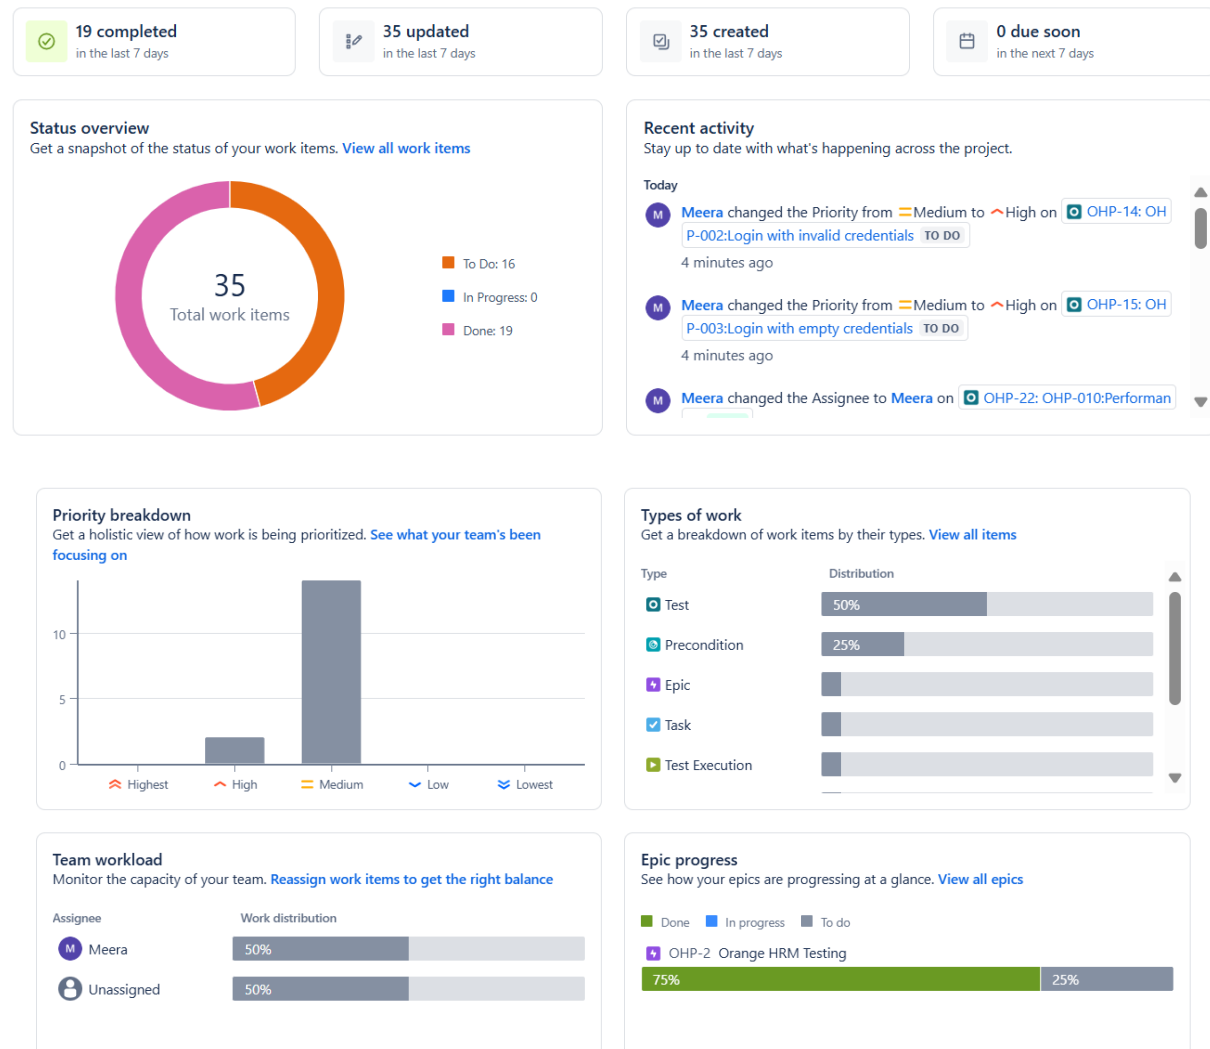 19 completed
in the last 7 days
35 updated
in the last 7 days
35 created
in the last 7 days
0 due soon
in the next 7 days
Status overview
Get a snapshot of the status of your work items. View all work items
35
Total work items
To Do: 16
In Progress: 0
Done: 19
Recent activity
Stay up to date with what's happening across the project.
Today
M Meera changed the Priority from Medium to High on OHP-14: OH
P-002:Login with invalid credentials TO DO
4 minutes ago
M Meera changed the Priority from Medium to High on OHP-15: OH
P-003:Login with empty credentials TO DO
4 minutes ago
M Meera changed the Assignee to Meera on OHP-22: OHP-010:Performan
Priority breakdown
Get a holistic view of how work is being prioritized. See what your team's been
focusing on
10
5
0
Highest High Medium Low Lowest
Types of work
Get a breakdown of work items by their types. View all items
Type Distribution
Test 50%
Precondition 25%
Epic
Task
Test Execution
Team workload
Monitor the capacity of your team. Reassign work items to get the right balance
Assignee Work distribution
M Meera 50%
Unassigned 50%
Epic progress
See how your epics are progressing at a glance. View all epics
Done In progress To do
OHP-2 Orange HRM Testing
75% 25%